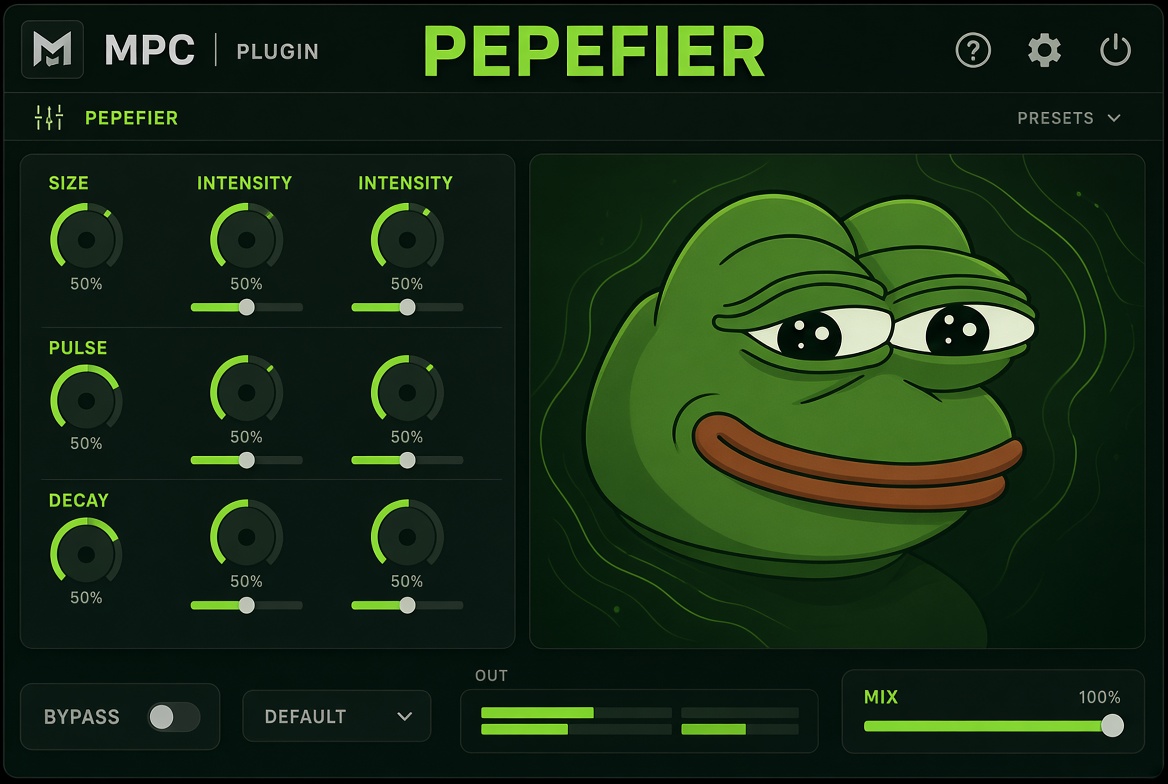 MPC | PLUGIN
PEPEFIER
PEPEFIER
PRESETS
SIZE
INTENSITY
INTENSITY
50%
50%
50%
PULSE
50%
50%
50%
DECAY
50%
50%
50%
OUT
BYPASS
DEFAULT
MIX
100%